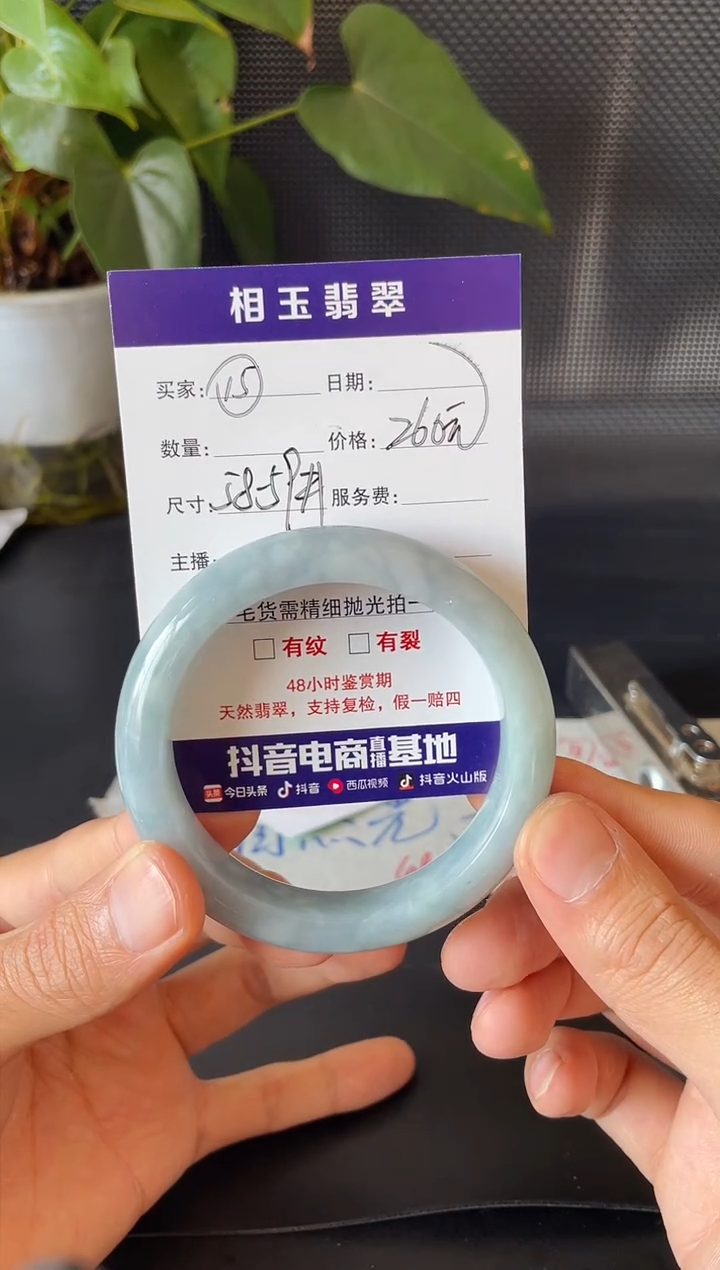 相玉翡翠
买家: 115 日期:
数量: 价格: 260元
尺寸: 585 服务费:
主播:
毛货需精细抛光拍一
有纹 有裂
48小时鉴赏期
天然翡翠，支持复检，假一赔四
抖音电商直播基地
头条 今日头条 抖音 西瓜视频 抖音火山版